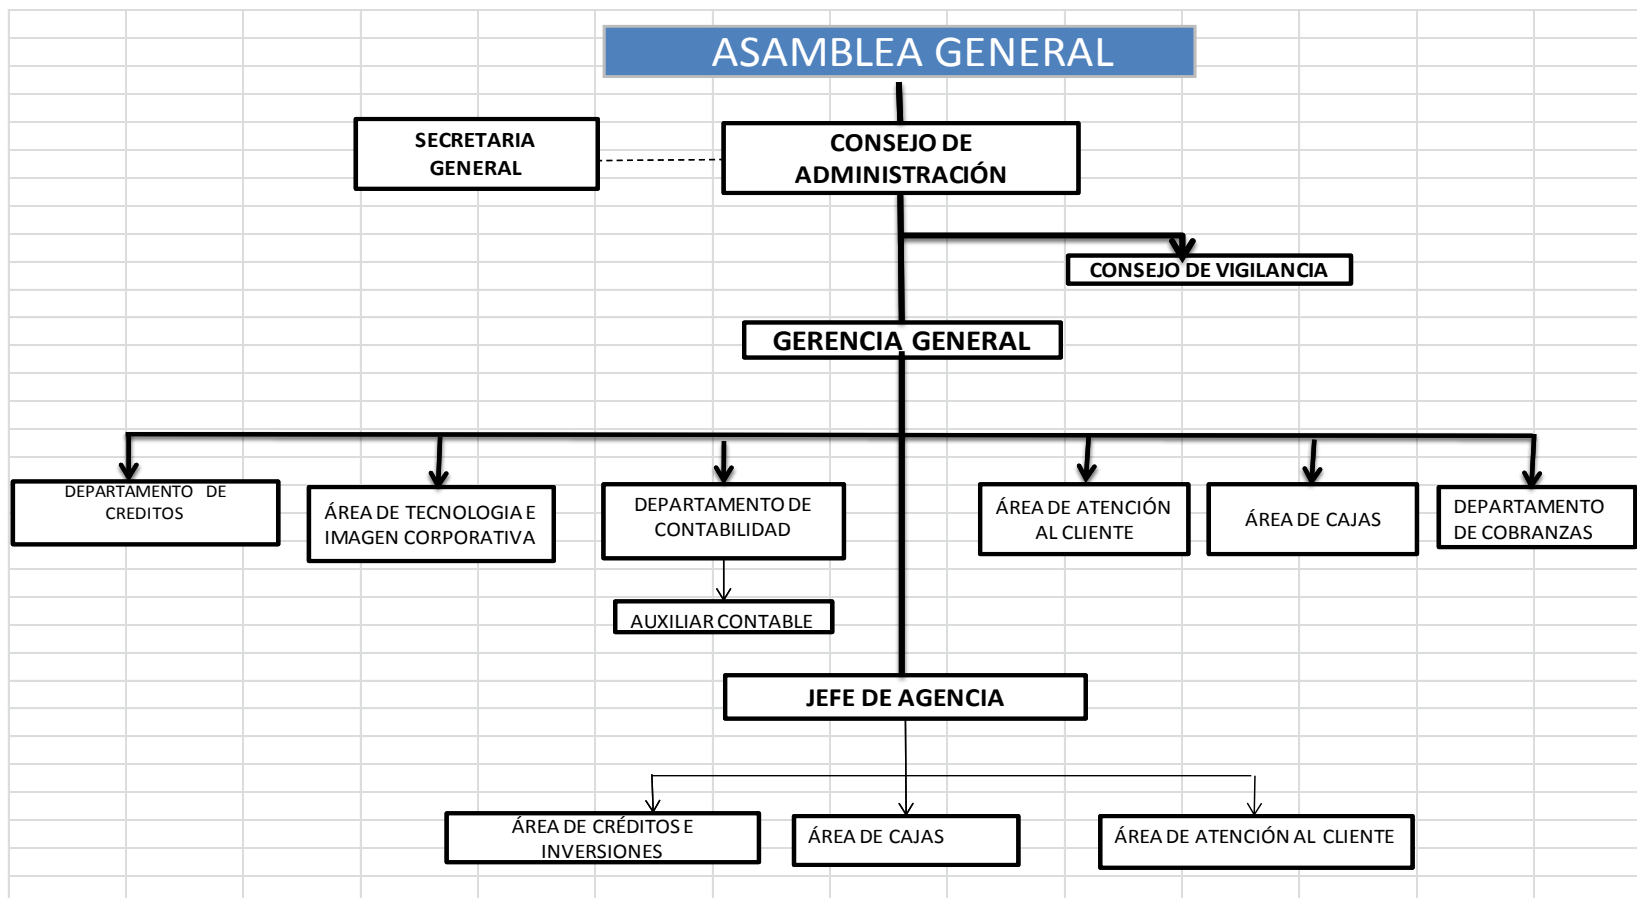 ASAMBLEA GENERAL
SECRETARIA
GENERAL
CONSEJO DE
ADMINISTRACIÓN
CONSEJO DE VIGILANCIA
GERENCIA GENERAL
DEPARTAMENTO DE
CREDITOS
ÁREA DE TECNOLOGIA E
IMAGEN CORPORATIVA
DEPARTAMENTO DE
CONTABILIDAD
ÁREA DE ATENCIÓN
AL CLIENTE
ÁREA DE CAJAS
DEPARTAMENTO
DE COBRANZAS
AUXILIAR CONTABLE
JEFE DE AGENCIA
ÁREA DE CRÉDITOS E
INVERSIONES
ÁREA DE CAJAS
ÁREA DE ATENCIÓN AL CLIENTE